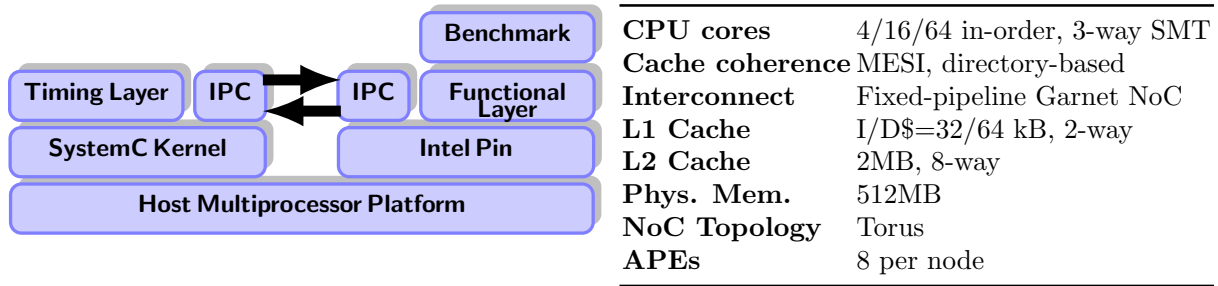 Benchmark
Timing Layer IPC IPC Functional
Layer
SystemC Kernel Intel Pin
Host Multiprocessor Platform
CPU cores 4/16/64 in-order, 3-way SMT
Cache coherence MESI, directory-based
Interconnect Fixed-pipeline Garnet NoC
L1 Cache I/D$=32/64 kB, 2-way
L2 Cache 2MB, 8-way
Phys. Mem. 512MB
NoC Topology Torus
APEs 8 per node